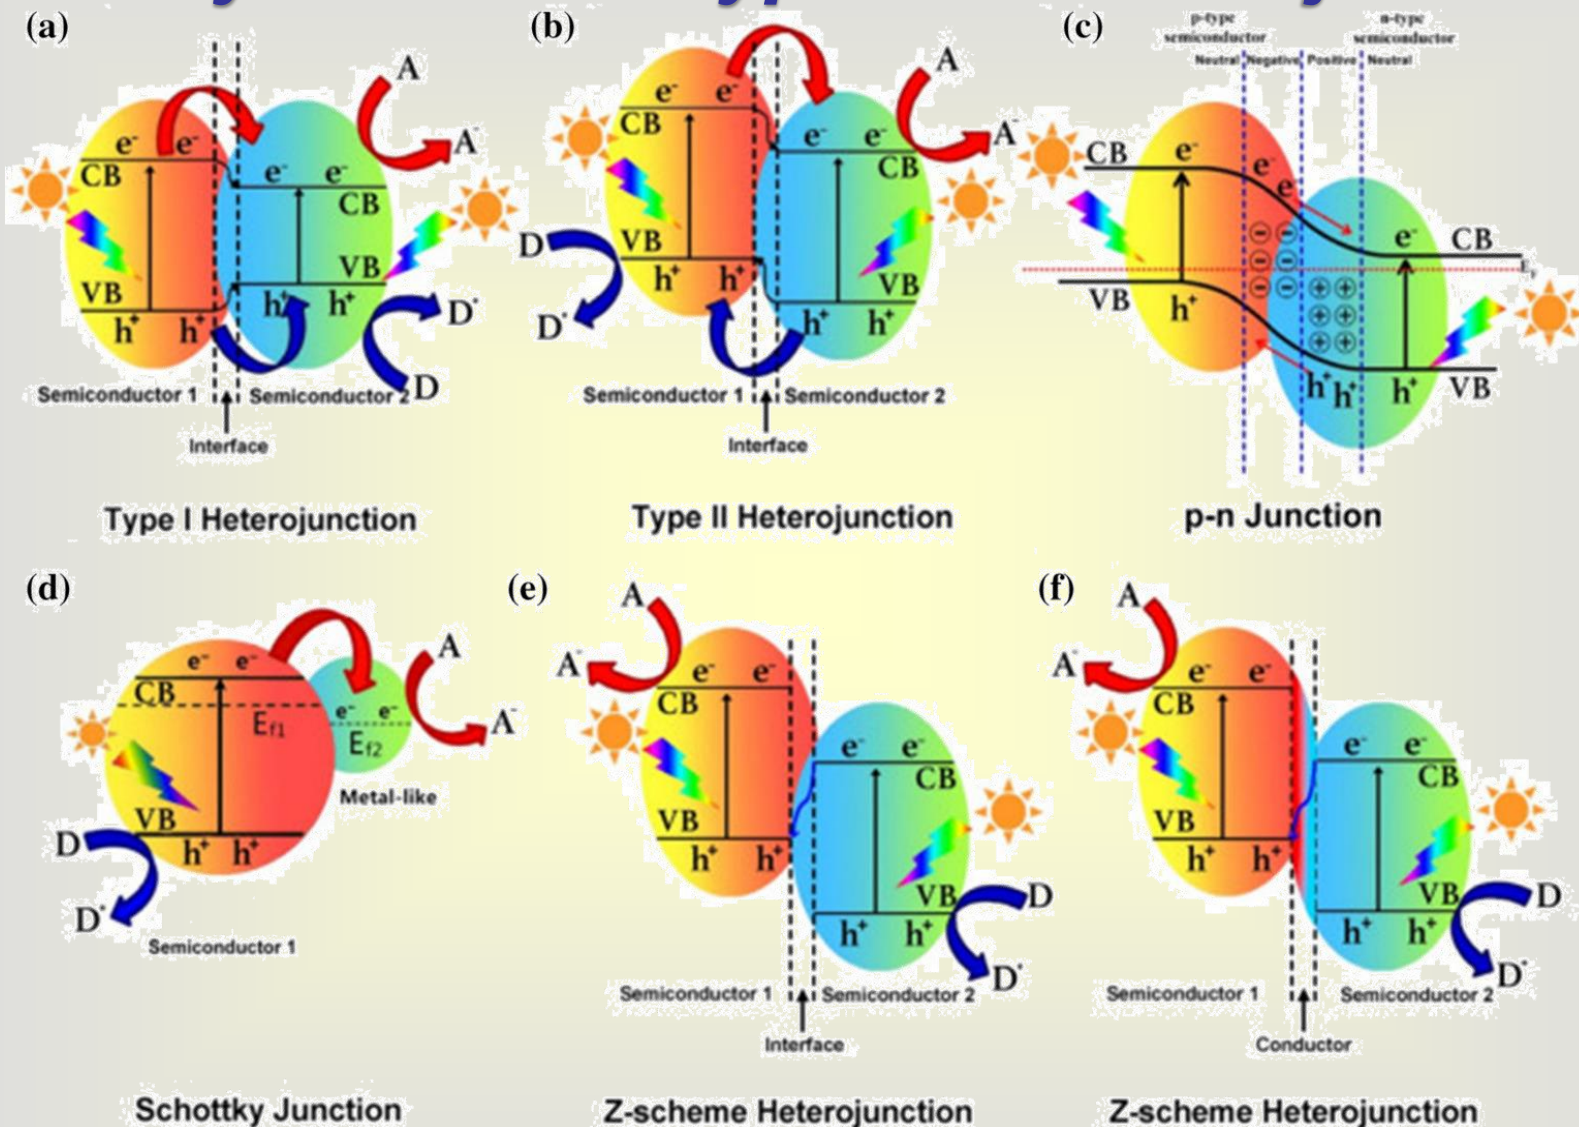 (a)
A
e⁻ e⁻
CB
e⁻ e⁻
CB
A⁻
VB
VB
h⁺ h⁺
h⁺ h⁺
D⁺
D
Semiconductor 1
Semiconductor 2
Interface
Type I Heterojunction
(b)
A
e⁻ e⁻
CB
e⁻ e⁻
CB
A⁻
D
VB
h⁺ h⁺
VB
h⁺ h⁺
D⁺
Semiconductor 1
Semiconductor 2
Interface
Type II Heterojunction
(c)
p-type
semiconductor
n-type
semiconductor
Neutral Negative Positive Neutral
CB
e⁻
e⁻
e⁻
e⁻
CB
VB
h⁺
h⁺ h⁺
h⁺
VB
p-n Junction
(d)
e⁻ e⁻
CB
Ef1
e⁻ e⁻
Ef2
A
A⁻
Metal-like
VB
D
h⁺ h⁺
D⁺
Semiconductor 1
Schottky Junction
(e)
A
A⁻
e⁻ e⁻
CB
e⁻ e⁻
CB
VB
h⁺ h⁺
VB
D
h⁺ h⁺
D⁺
Semiconductor 1
Semiconductor 2
Interface
Z-scheme Heterojunction
(f)
A
A⁻
e⁻ e⁻
CB
e⁻ e⁻
CB
VB
h⁺ h⁺
VB
D
h⁺ h⁺
D⁺
Semiconductor 1
Semiconductor 2
Conductor
Z-scheme Heterojunction